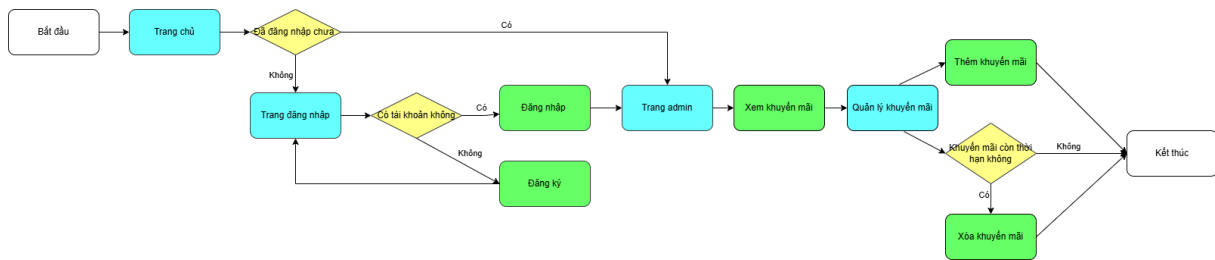 Bắt đầu
Trang chủ
Đã đăng nhập chưa
Có
Không
Trang đăng nhập
Có tài khoản không
Có
Đăng nhập
Không
Đăng ký
Trang admin
Xem khuyến mãi
Quản lý khuyến mãi
Thêm khuyến mãi
Khuyến mãi còn thời
hạn không
Không
Có
Xóa khuyến mãi
Kết thúc